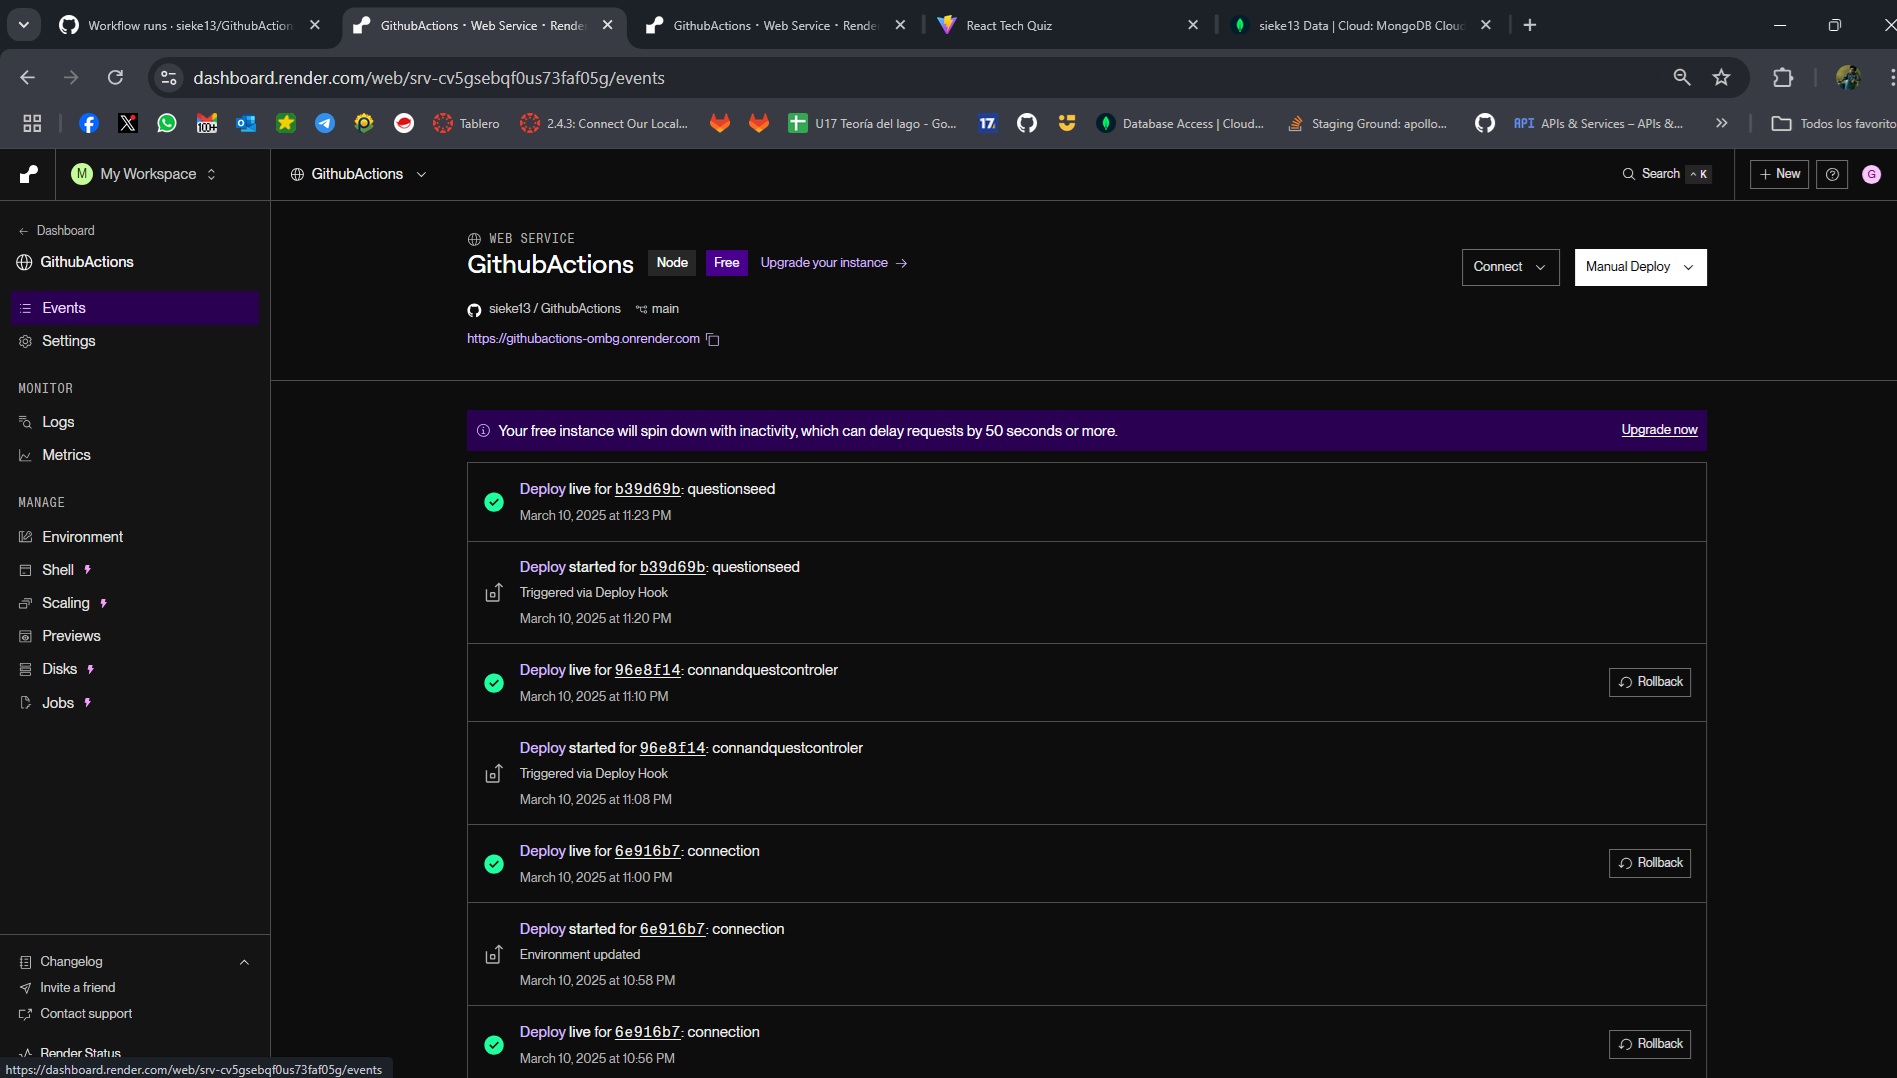 Workflow runs · sieke13/GithubAction
GithubActions · Web Service · Rende
GithubActions · Web Service · Rende
React Tech Quiz
sieke13 Data | Cloud: MongoDB Cloud
dashboard.render.com/web/srv-cv5gsebqf0us73faf05g/events
100+
Tablero
2.4.3: Connect Our Local...
U17 Teoría del lago - Go...
17
Database Access | Cloud...
Staging Ground: apollo...
API APIs & Services – APIs &...
Todos los favorito
M My Workspace
GithubActions
Search ^ K
+ New
G
← Dashboard
GithubActions
Events
Settings
MONITOR
Logs
Metrics
MANAGE
Environment
Shell
Scaling
Previews
Disks
Jobs
Changelog
Invite a friend
Contact support
Render Status
https://dashboard.render.com/web/srv-cv5gsebqf0us73faf05g/events
WEB SERVICE
GithubActions Node Free Upgrade your instance →
Connect
Manual Deploy
sieke13 / GithubActions main
https://githubactions-ombg.onrender.com
Your free instance will spin down with inactivity, which can delay requests by 50 seconds or more.
Upgrade now
Deploy live for b39d69b: questionseed
March 10, 2025 at 11:23 PM
Deploy started for b39d69b: questionseed
Triggered via Deploy Hook
March 10, 2025 at 11:20 PM
Deploy live for 96e8f14: connandquestcontroler
March 10, 2025 at 11:10 PM
Rollback
Deploy started for 96e8f14: connandquestcontroler
Triggered via Deploy Hook
March 10, 2025 at 11:08 PM
Deploy live for 6e916b7: connection
March 10, 2025 at 11:00 PM
Rollback
Deploy started for 6e916b7: connection
Environment updated
March 10, 2025 at 10:58 PM
Deploy live for 6e916b7: connection
March 10, 2025 at 10:56 PM
Rollback